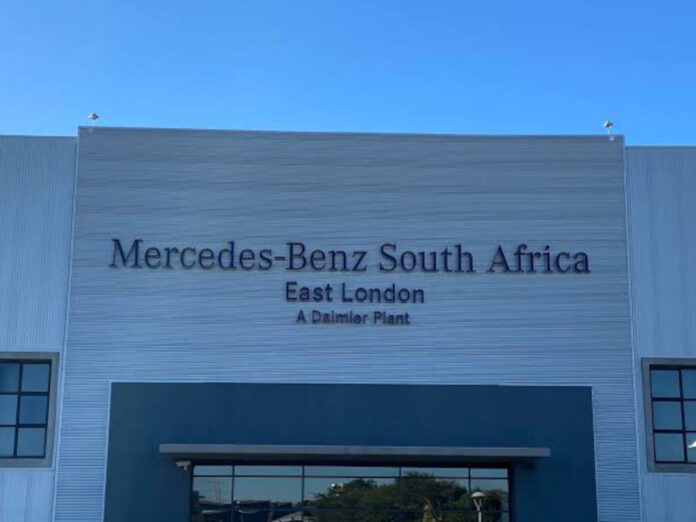 Mercedes-Benz South Africa
East London
A Daimler Plant